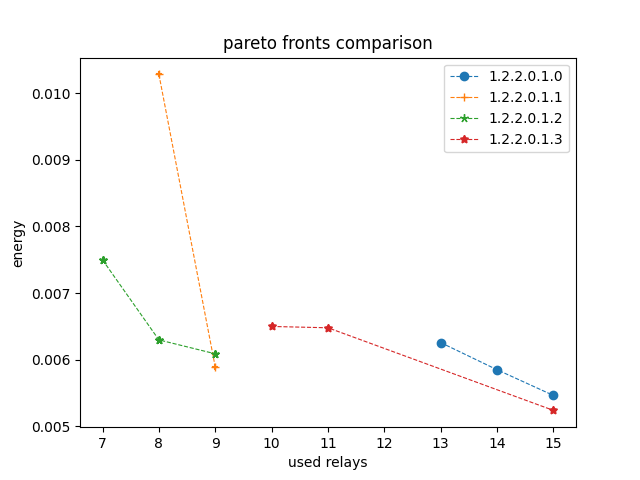 pareto fronts comparison
1.2.2.0.1.0
1.2.2.0.1.1
1.2.2.0.1.2
1.2.2.0.1.3
energy
0.010
0.009
0.008
0.007
0.006
0.005
7 8 9 10 11 12 13 14 15
used relays